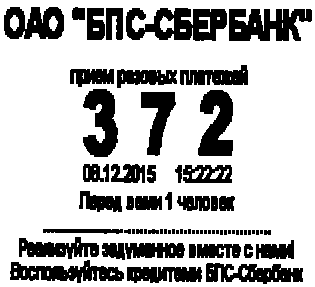 ОАО "БПС-СБЕРБАНК"
прием разовых платежей
372
08.12.2015 15:22:22
Перед вами 1 человек
Реализуйте задуманное вместе с нами!
Воспользуйтесь кредитами БПС-Сбербанк